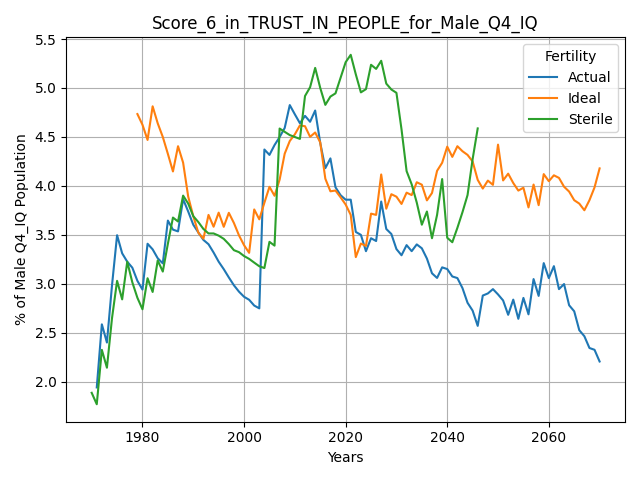 Score_6_in_TRUST_IN_PEOPLE_for_Male_Q4_IQ
% of Male Q4_IQ Population
5.5
5.0
4.5
4.0
3.5
3.0
2.5
2.0
Fertility
Actual
Ideal
Sterile
1980
2000
2020
2040
2060
Years